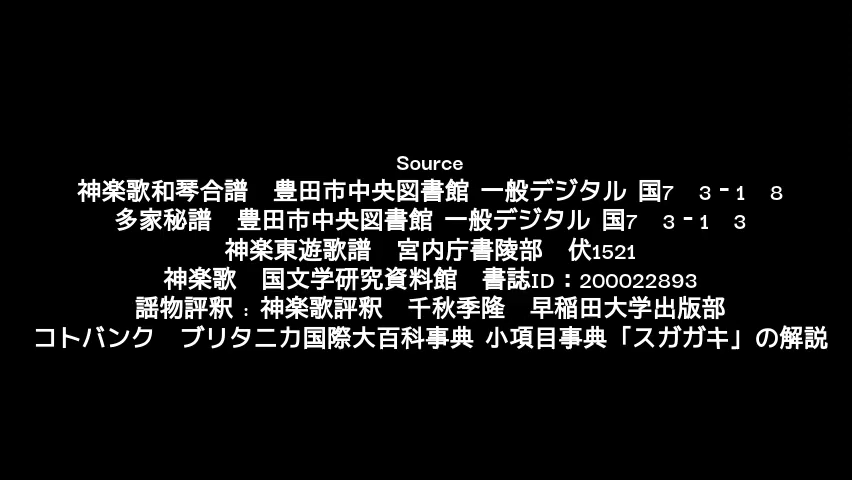 Source
神楽歌和琴合譜　豊田市中央図書館 一般デジタル 国7　3－1　8
多家秘譜　豊田市中央図書館 一般デジタル 国7　3－1　3
神楽東遊歌譜　宮内庁書陵部　伏1521
神楽歌　国文学研究資料館　書誌ID：200022893
謡物評釈：神楽歌評釈　千秋季隆　早稲田大学出版部
コトバンク　ブリタニカ国際大百科事典 小項目事典「スガガキ」の解説